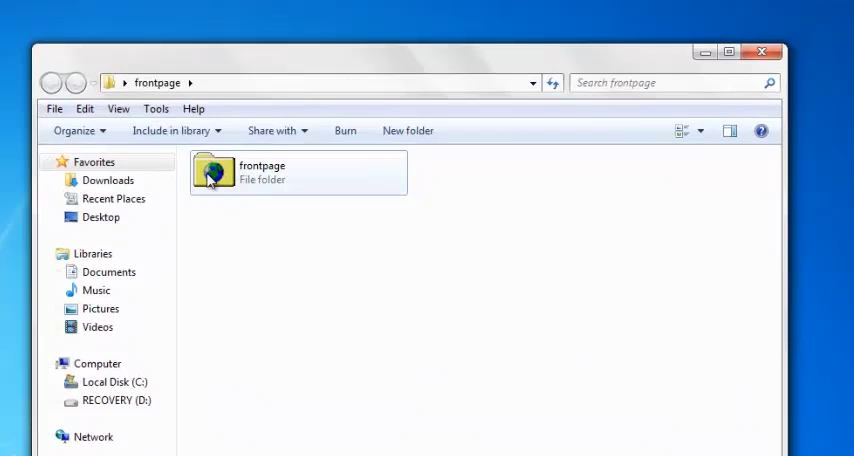 frontpage
Search frontpage
File Edit View Tools Help
Organize Include in library Share with Burn New folder
Favorites
Downloads
Recent Places
Desktop
Libraries
Documents
Music
Pictures
Videos
Computer
Local Disk (C:)
RECOVERY (D:)
Network
frontpage
File folder